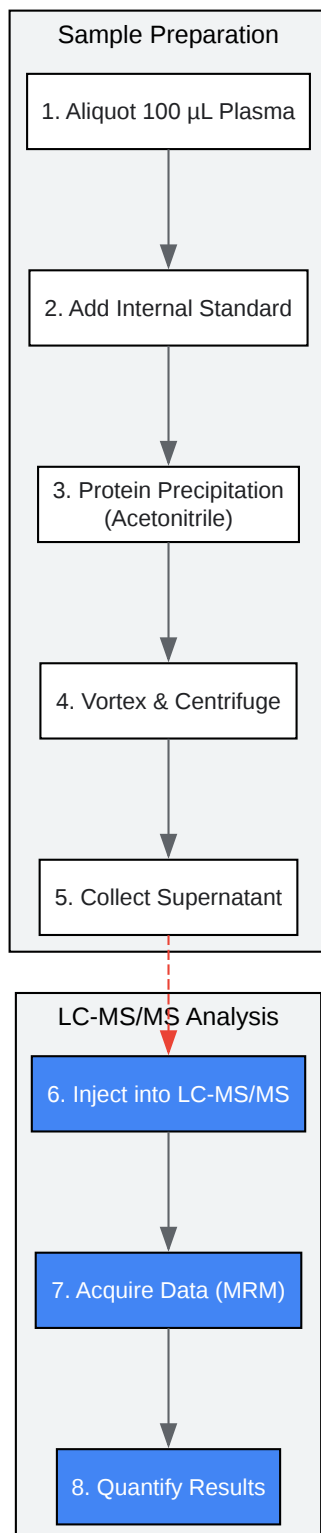 Sample Preparation
1. Aliquot 100 µL Plasma
2. Add Internal Standard
3. Protein Precipitation
(Acetonitrile)
4. Vortex & Centrifuge
5. Collect Supernatant
LC-MS/MS Analysis
6. Inject into LC-MS/MS
7. Acquire Data (MRM)
8. Quantify Results